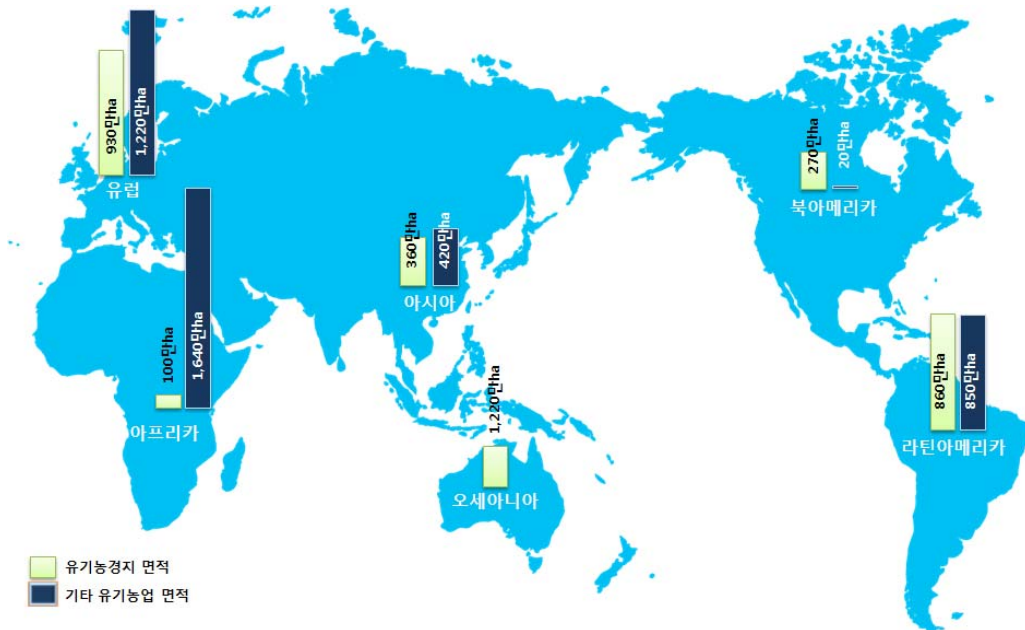 930만ha
1,220만ha
유럽
100만ha
1,640만ha
아프리카
360만ha
420만ha
아시아
1,220만ha
오세아니아
270만ha
20만ha
북아메리카
860만ha
850만ha
라틴아메리카
유기농경지 면적
기타 유기농업 면적